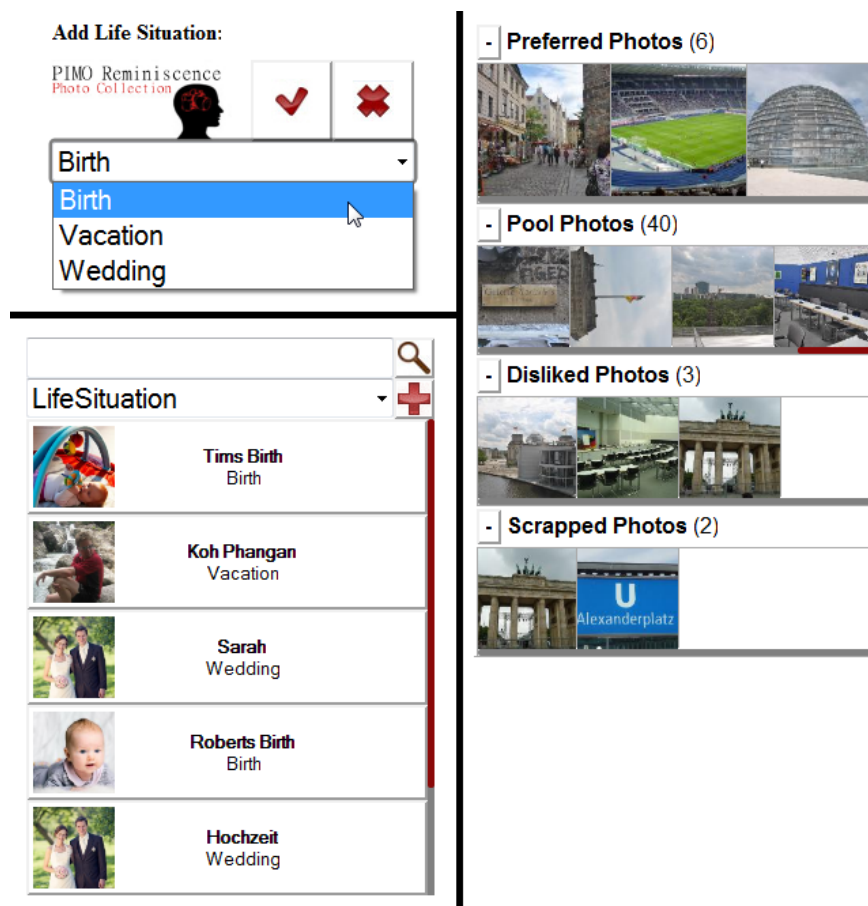 Add Life Situation:
PIMO Reminiscence
Photo Collection
Birth
Birth
Vacation
Wedding
LifeSituation
Tims Birth
Birth
Koh Phangan
Vacation
Sarah
Wedding
Roberts Birth
Birth
Hochzeit
Wedding
- Preferred Photos (6)
- Pool Photos (40)
- Disliked Photos (3)
- Scrapped Photos (2)
U
Alexanderplatz